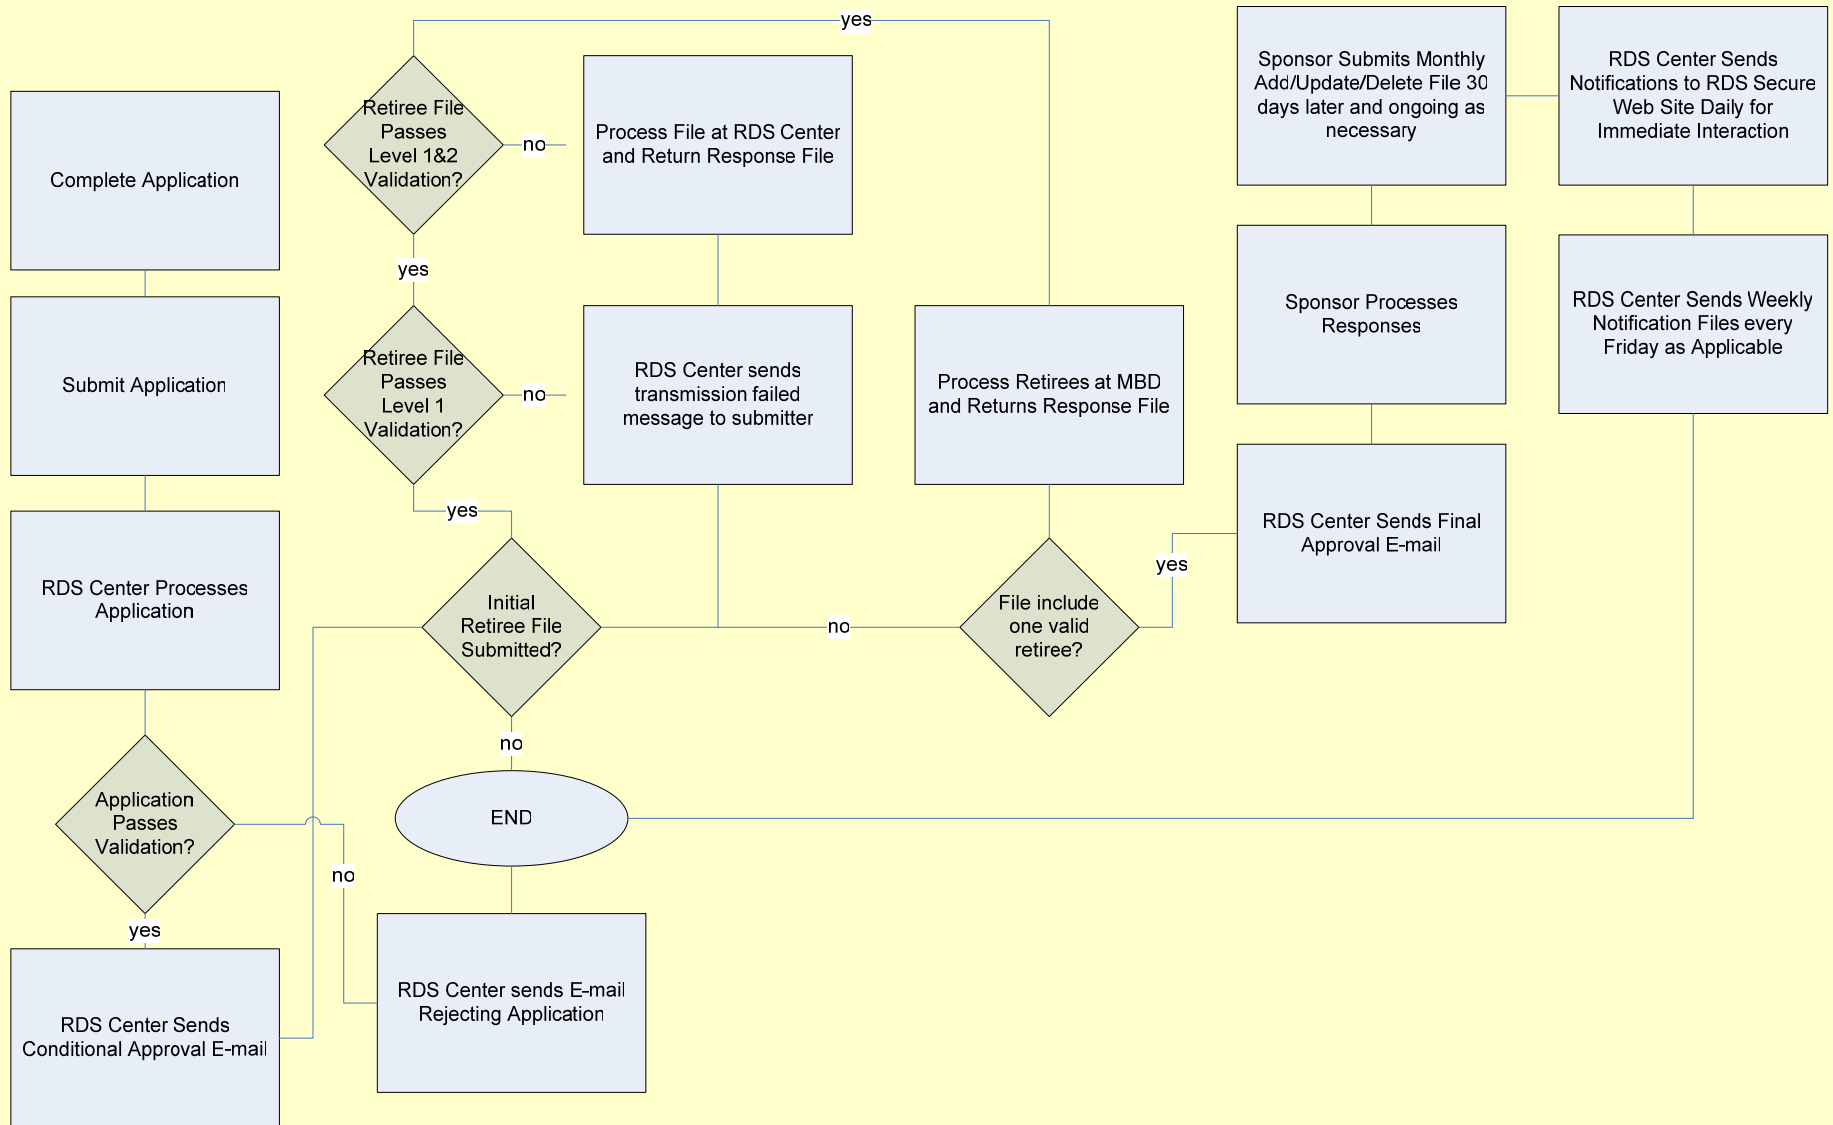 Complete Application
Submit Application
RDS Center Processes
Application
Application
Passes
Validation?
yes
no
RDS Center Sends
Conditional Approval E-mail
RDS Center sends E-mail
Rejecting Application
END
Initial
Retiree File
Submitted?
no
yes
Retiree File
Passes
Level 1
Validation?
no
yes
Retiree File
Passes
Level 1&2
Validation?
no
yes
Process File at RDS Center
and Return Response File
RDS Center sends
transmission failed
message to submitter
Process Retirees at MBD
and Returns Response File
File include
one valid
retiree?
no
yes
RDS Center Sends Final
Approval E-mail
Sponsor Processes
Responses
Sponsor Submits Monthly
Add/Update/Delete File 30
days later and ongoing as
necessary
RDS Center Sends
Notifications to RDS Secure
Web Site Daily for
Immediate Interaction
RDS Center Sends Weekly
Notification Files every
Friday as Applicable